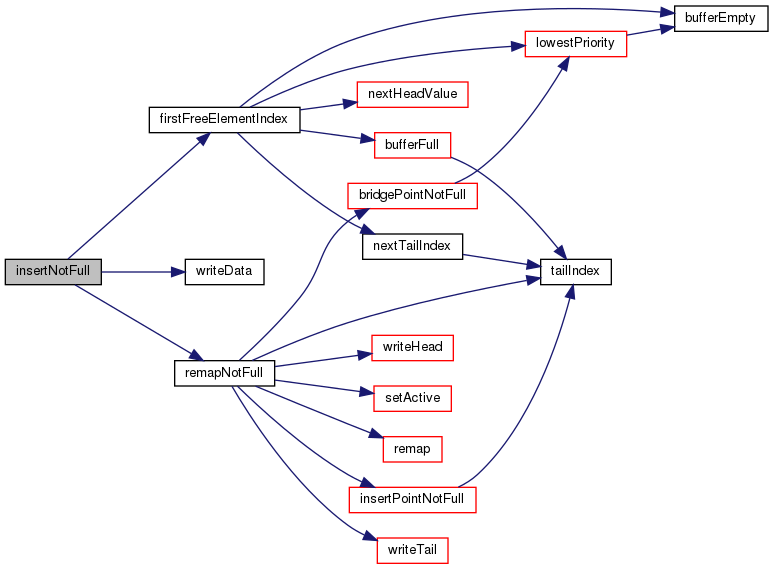 bufferEmpty
lowestPriority
nextHeadValue
firstFreeElementIndex
bufferFull
bridgePointNotFull
nextTailIndex
insertNotFull
writeData
tailIndex
writeHead
remapNotFull
setActive
remap
insertPointNotFull
writeTail